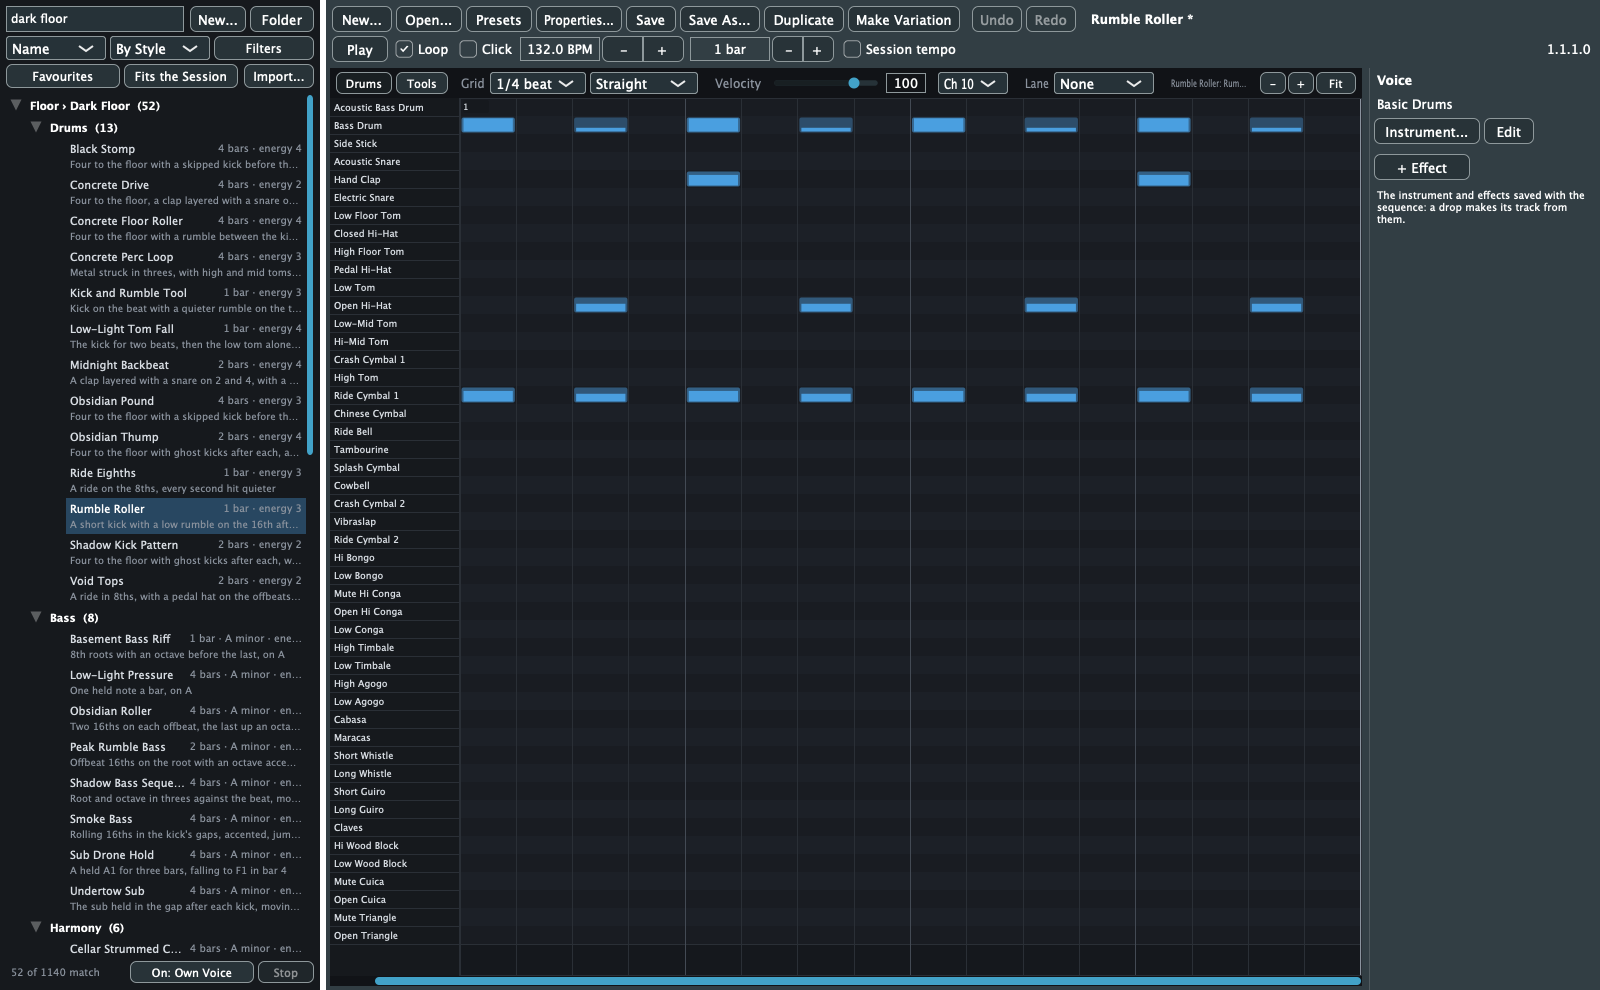 dark floor
New...
Folder
Name
By Style
Filters
Favourites
Fits the Session
Import...
Floor › Dark Floor (52)
Drums (13)
Black Stomp 4 bars · energy 4
Four to the floor with a skipped kick before th...
Concrete Drive 4 bars · energy 2
Four to the floor, a clap layered with a snare o...
Concrete Floor Roller 4 bars · energy 4
Four to the floor with a rumble between the ki...
Concrete Perc Loop 4 bars · energy 3
Metal struck in threes, with high and mid toms...
Kick and Rumble Tool 1 bar · energy 3
Kick on the beat with a quieter rumble on the t...
Low-Light Tom Fall 1 bar · energy 4
The kick for two beats, then the low tom alone...
Midnight Backbeat 2 bars · energy 4
A clap layered with a snare on 2 and 4, with a ...
Obsidian Pound 4 bars · energy 3
Four to the floor with a skipped kick before th...
Obsidian Thump 2 bars · energy 4
Four to the floor with ghost kicks after each, a...
Ride Eighths 1 bar · energy 3
A ride on the 8ths, every second hit quieter
Rumble Roller 1 bar · energy 3
A short kick with a low rumble on the 16th aft...
Shadow Kick Pattern 2 bars · energy 2
Four to the floor with ghost kicks after each, w...
Void Tops 2 bars · energy 2
A ride in 8ths, with a pedal hat on the offbeats...
Bass (8)
Basement Bass Riff 1 bar · A minor · ene...
8th roots with an octave before the last, on A
Low-Light Pressure 4 bars · A minor · en...
One held note a bar, on A
Obsidian Roller 4 bars · A minor · en...
Two 16ths on each offbeat, the last up an octa...
Peak Rumble Bass 2 bars · A minor · en...
Offbeat 16ths on the root with an octave acce...
Shadow Bass Seque... 4 bars · A minor · en...
Root and octave in threes against the beat, mo...
Smoke Bass 4 bars · A minor · en...
Rolling 16ths in the kick's gaps, accented, jum...
Sub Drone Hold 4 bars · A minor · en...
A held A1 for three bars, falling to F1 in bar 4
Undertow Sub 4 bars · A minor · en...
The sub held in the gap after each kick, movin...
Harmony (6)
Cellar Strummed C... 4 bars · A minor · en...
52 of 1140 match
On: Own Voice
Stop
New...
Open...
Presets
Properties...
Save
Save As...
Duplicate
Make Variation
Undo
Redo
Rumble Roller *
Play
Loop
Click
132.0 BPM
-
+
1 bar
-
+
Session tempo
1.1.1.0
Drums
Tools
Grid
1/4 beat
Straight
Velocity
100
Ch 10
Lane
None
Rumble Roller: Rum...
-
+
Fit
1
Acoustic Bass Drum
Bass Drum
Side Stick
Acoustic Snare
Hand Clap
Electric Snare
Low Floor Tom
Closed Hi-Hat
High Floor Tom
Pedal Hi-Hat
Low Tom
Open Hi-Hat
Low-Mid Tom
Hi-Mid Tom
Crash Cymbal 1
High Tom
Ride Cymbal 1
Chinese Cymbal
Ride Bell
Tambourine
Splash Cymbal
Cowbell
Crash Cymbal 2
Vibraslap
Ride Cymbal 2
Hi Bongo
Low Bongo
Mute Hi Conga
Open Hi Conga
Low Conga
High Timbale
Low Timbale
High Agogo
Low Agogo
Cabasa
Maracas
Short Whistle
Long Whistle
Short Guiro
Long Guiro
Claves
Hi Wood Block
Low Wood Block
Mute Cuica
Open Cuica
Mute Triangle
Open Triangle
Voice
Basic Drums
Instrument...
Edit
+ Effect
The instrument and effects saved with the
sequence: a drop makes its track from
them.